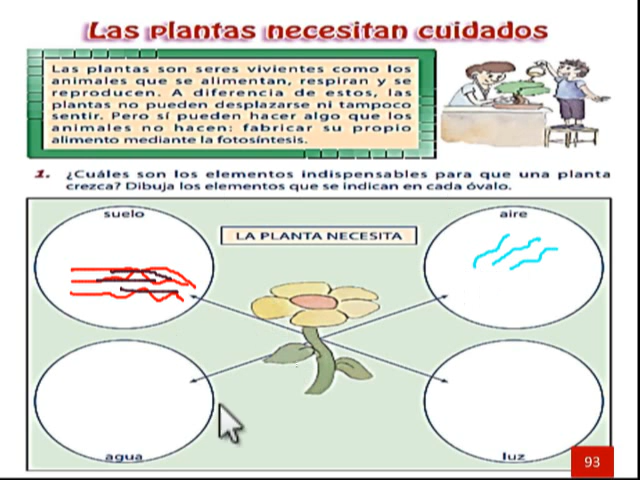 Las plantas necesitan cuidados
Las plantas son seres vivientes como los
animales que se alimentan, respiran y se
reproducen. A diferencia de estos, las
plantas no pueden desplazarse ni tampoco
sentir. Pero sí pueden hacer algo que los
animales no hacen: fabricar su propio
alimento mediante la fotosíntesis.
1. ¿Cuáles son los elementos indispensables para que una planta
crezca? Dibuja los elementos que se indican en cada óvalo.
suelo
aire
LA PLANTA NECESITA
agua
luz
93